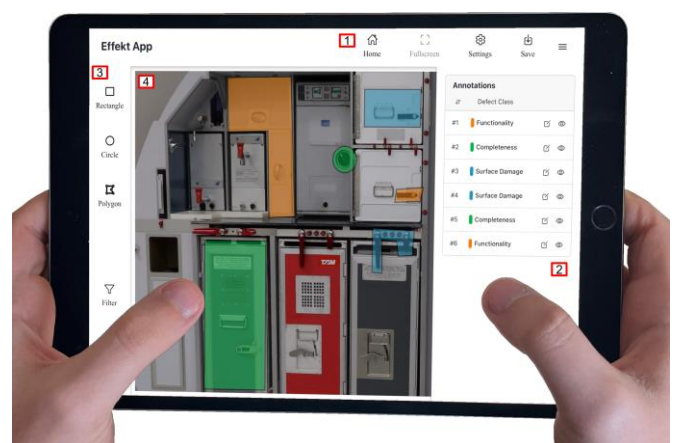 Effekt App
1
Home
Fullscreen
Settings
Save
3
Rectangle
Circle
Polygon
Filter
4
Annotations
Defect Class
#1 Functionality
#2 Completeness
#3 Surface Damage
#4 Surface Damage
#5 Completeness
#6 Functionality
2